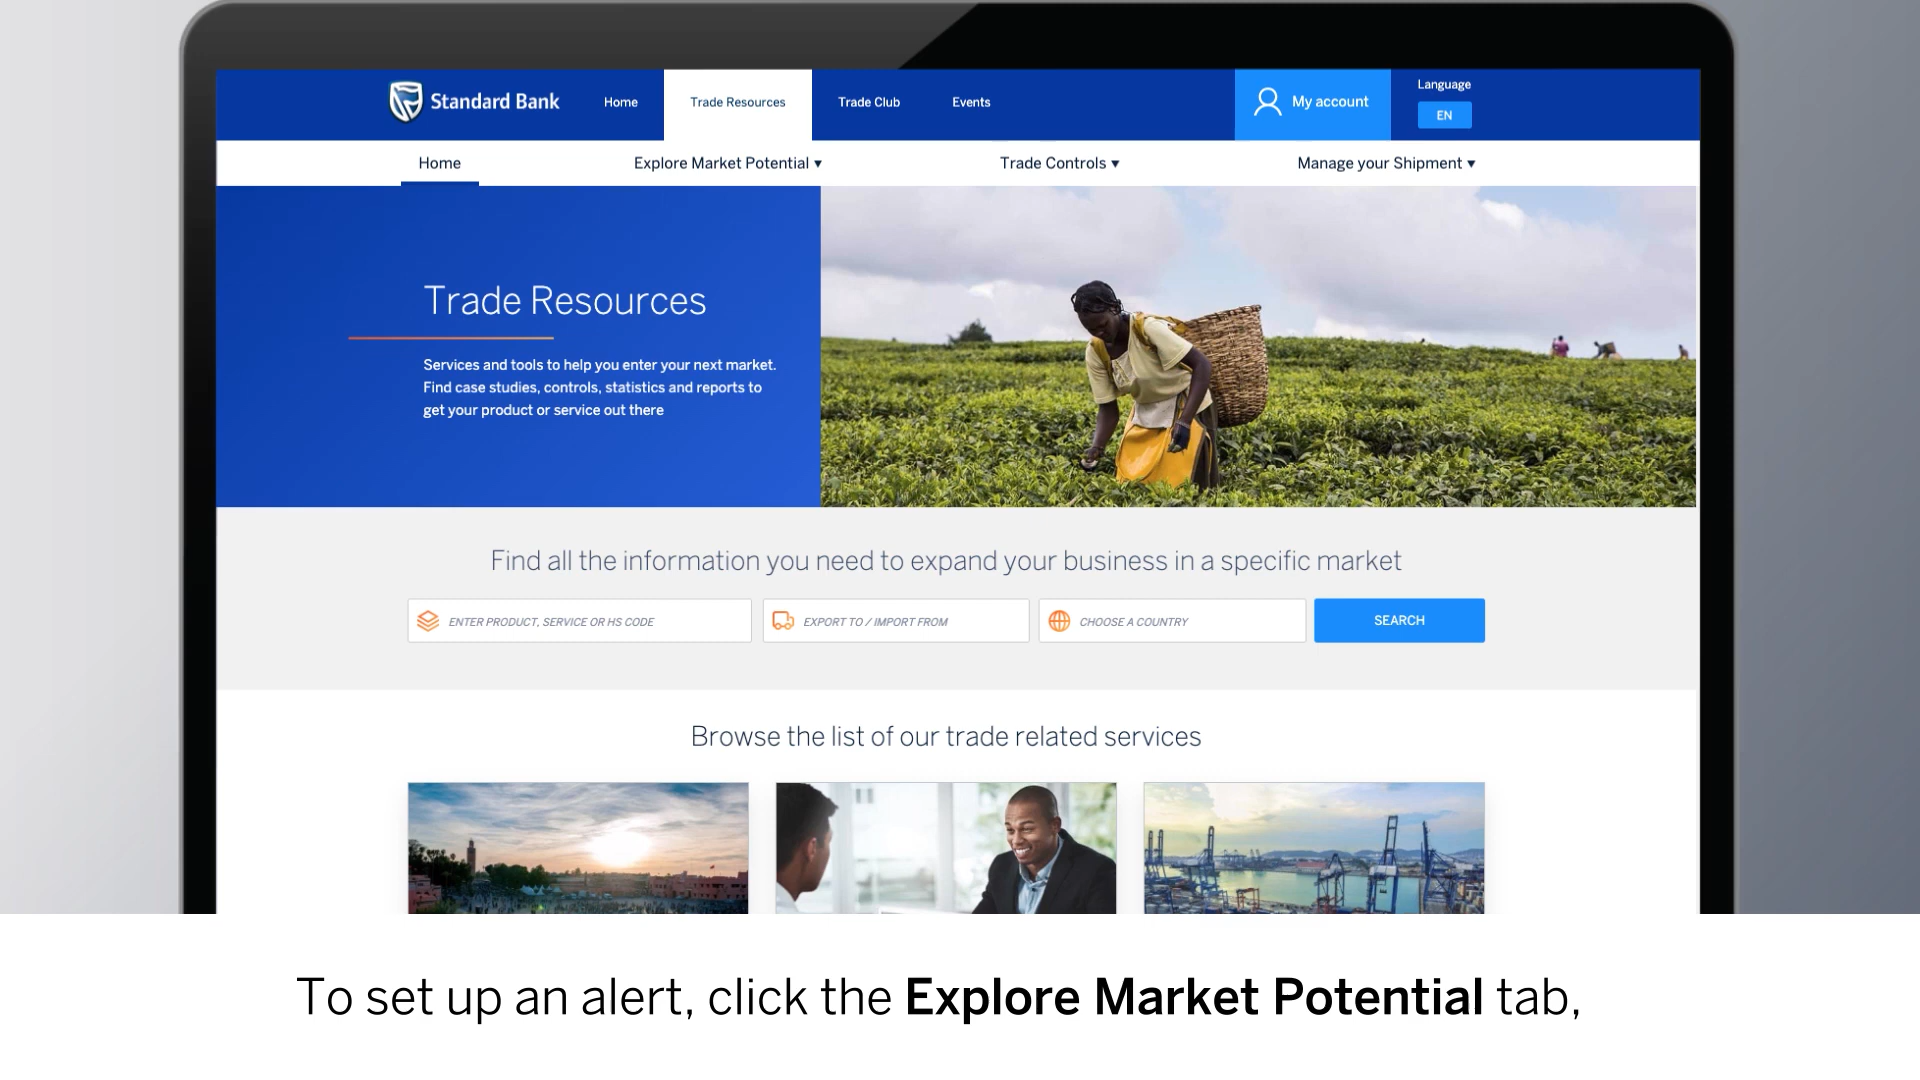 Standard Bank Home Trade Resources Trade Club Events My account Language
EN
Home Explore Market Potential ▾ Trade Controls ▾ Manage your Shipment ▾
Trade Resources
Services and tools to help you enter your next market.
Find case studies, controls, statistics and reports to
get your product or service out there
Find all the information you need to expand your business in a specific market
ENTER PRODUCT, SERVICE OR HS CODE EXPORT TO / IMPORT FROM CHOOSE A COUNTRY SEARCH
Browse the list of our trade related services
To set up an alert, click the Explore Market Potential tab,